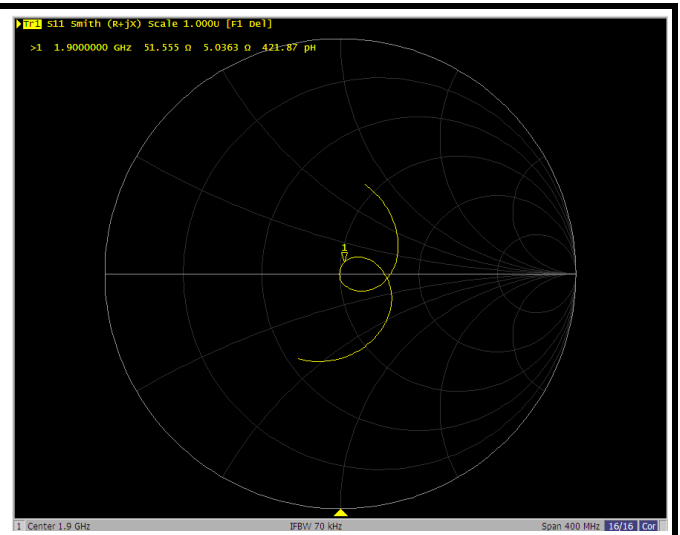 Tr1 S11 Smith (R+jX) Scale 1.000U [F1 Del]
>1 1.9000000 GHz 51.555 Ω 5.0363 Ω 421.87 pH
1
1 Center 1.9 GHz IFBW 70 kHz Span 400 MHz 16/16 Cor